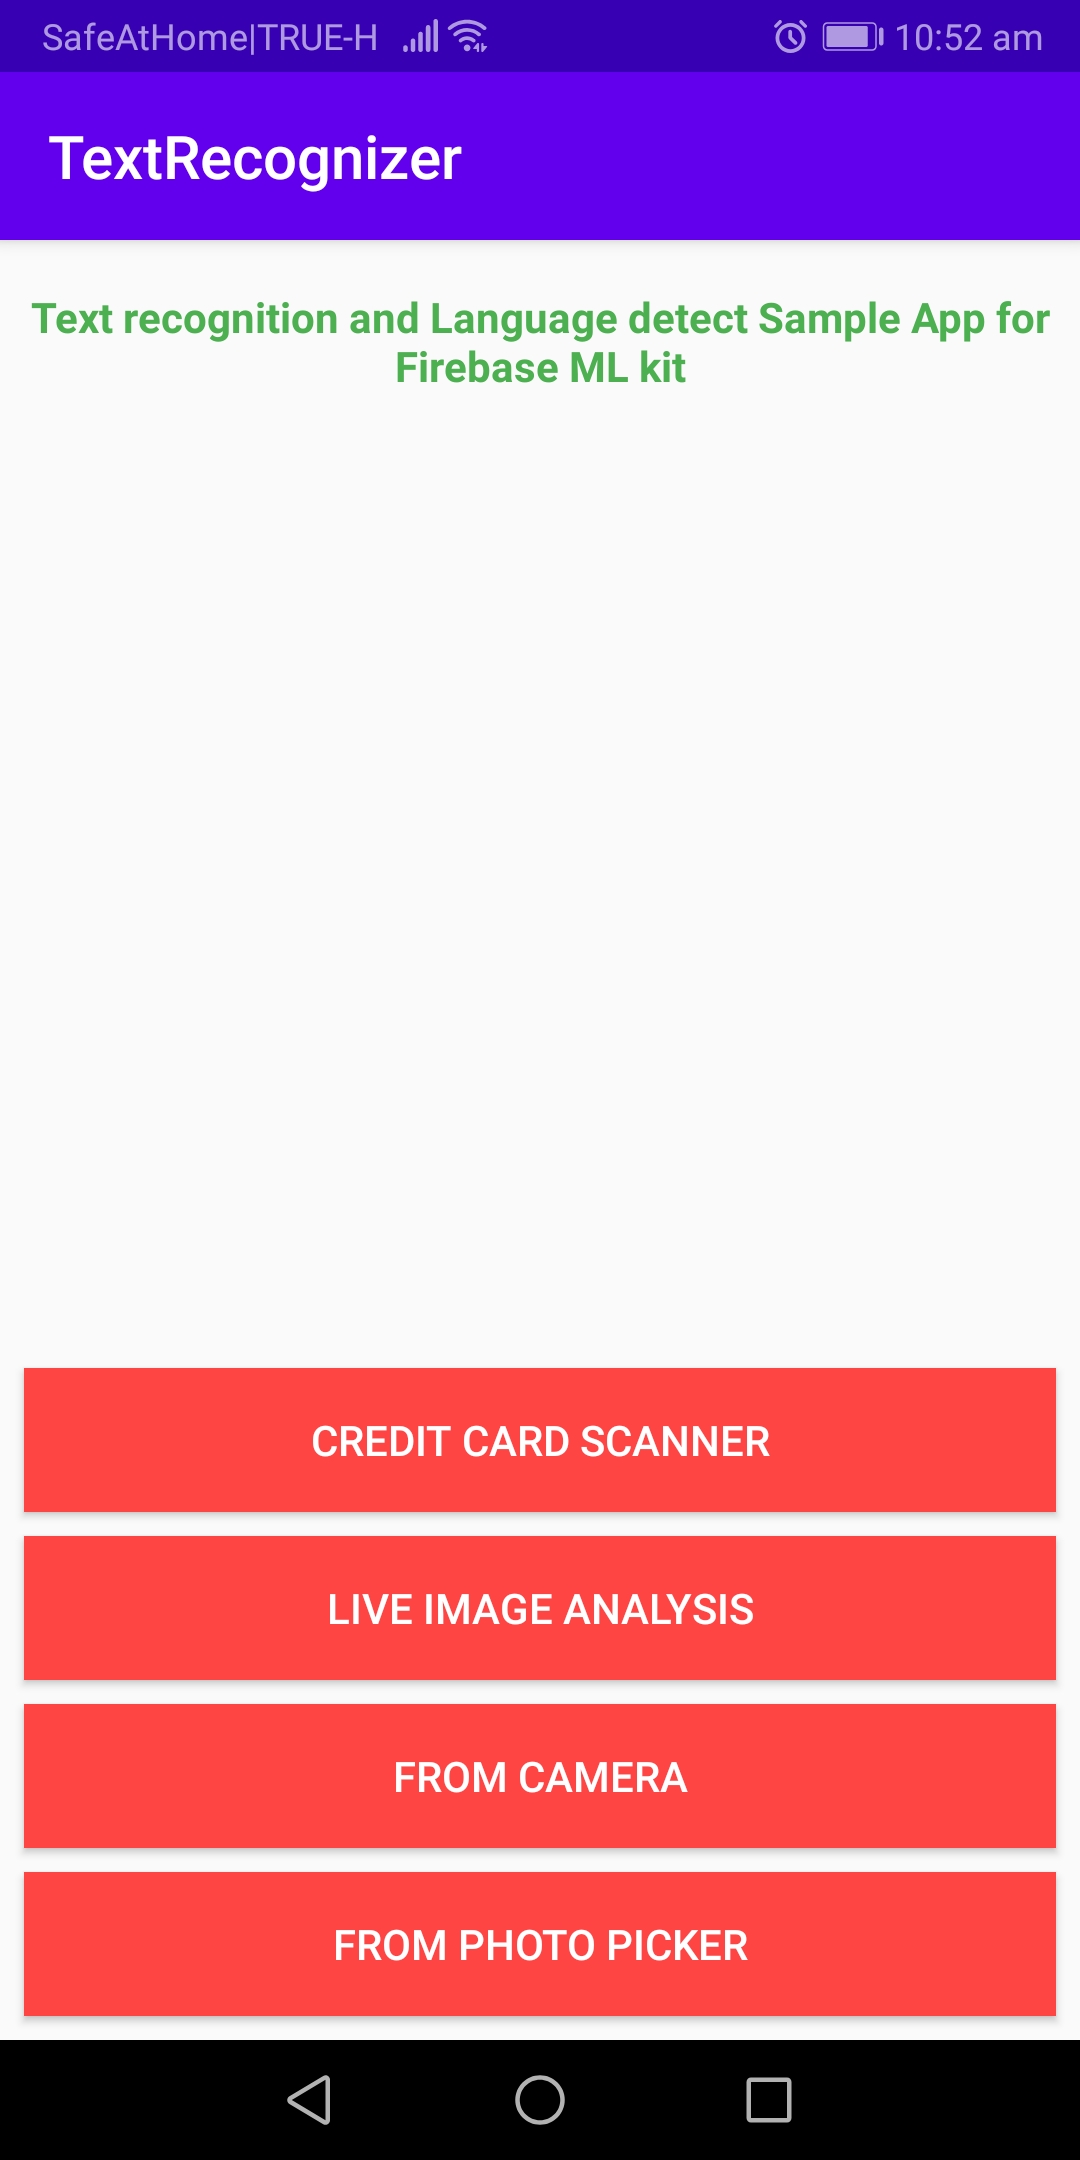 SafeAtHome|TRUE-H 10:52 am
TextRecognizer
Text recognition and Language detect Sample App for
Firebase ML kit
CREDIT CARD SCANNER
LIVE IMAGE ANALYSIS
FROM CAMERA
FROM PHOTO PICKER